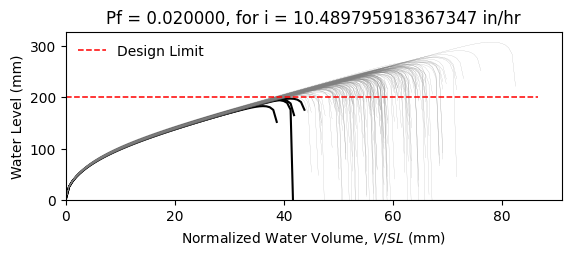 Pf = 0.020000, for i = 10.489795918367347 in/hr
Design Limit
Water Level (mm)
300
200
100
0
0 20 40 60 80
Normalized Water Volume, V/SL (mm)